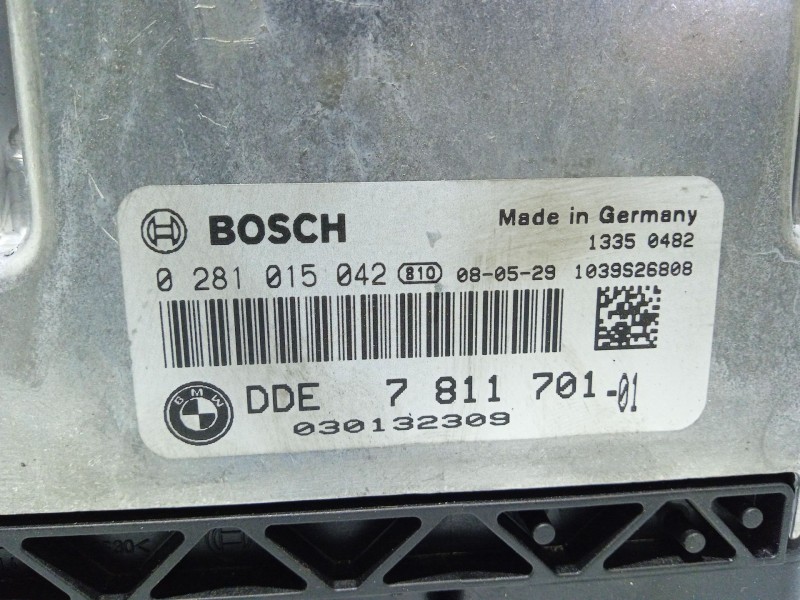 BOSCH Made in Germany
1335 0482
0 281 015 042 810 08-05-29 1039S26808
BMW DDE 7 811 701-01
030132309